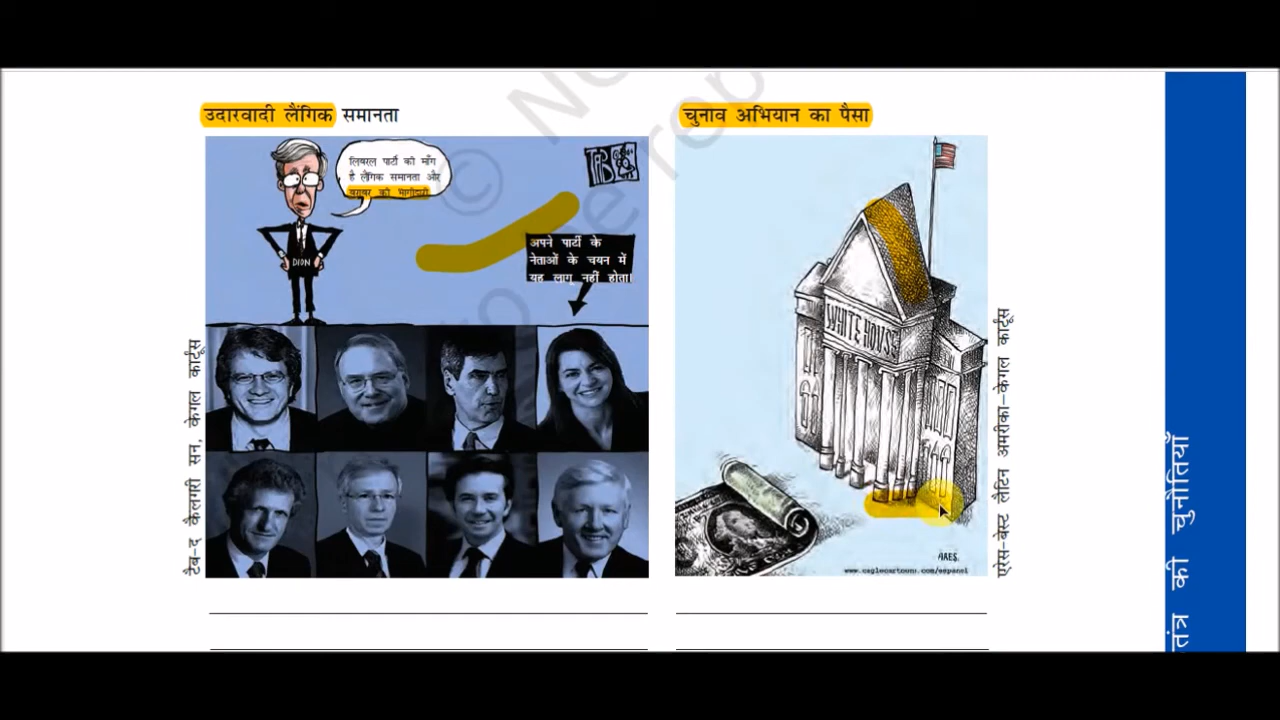 उदारवादी लैंगिक समानता
लिबरल पार्टी की माँग
है लैंगिक समानता और
बराबर की भागीदारी
DION
अपने पार्टी के
नेताओं के चयन में
यह लागू नहीं होता।
टैब-द कैलगरी सन, केगल कार्टूंस
चुनाव अभियान का पैसा
WHITE HOUSE
ARES
www.caglecartoons.com/espanol
एरेस-बेस्ट लैटिन अमरीका-केगल कार्टूंस
तंत्र की चुनौतियाँ